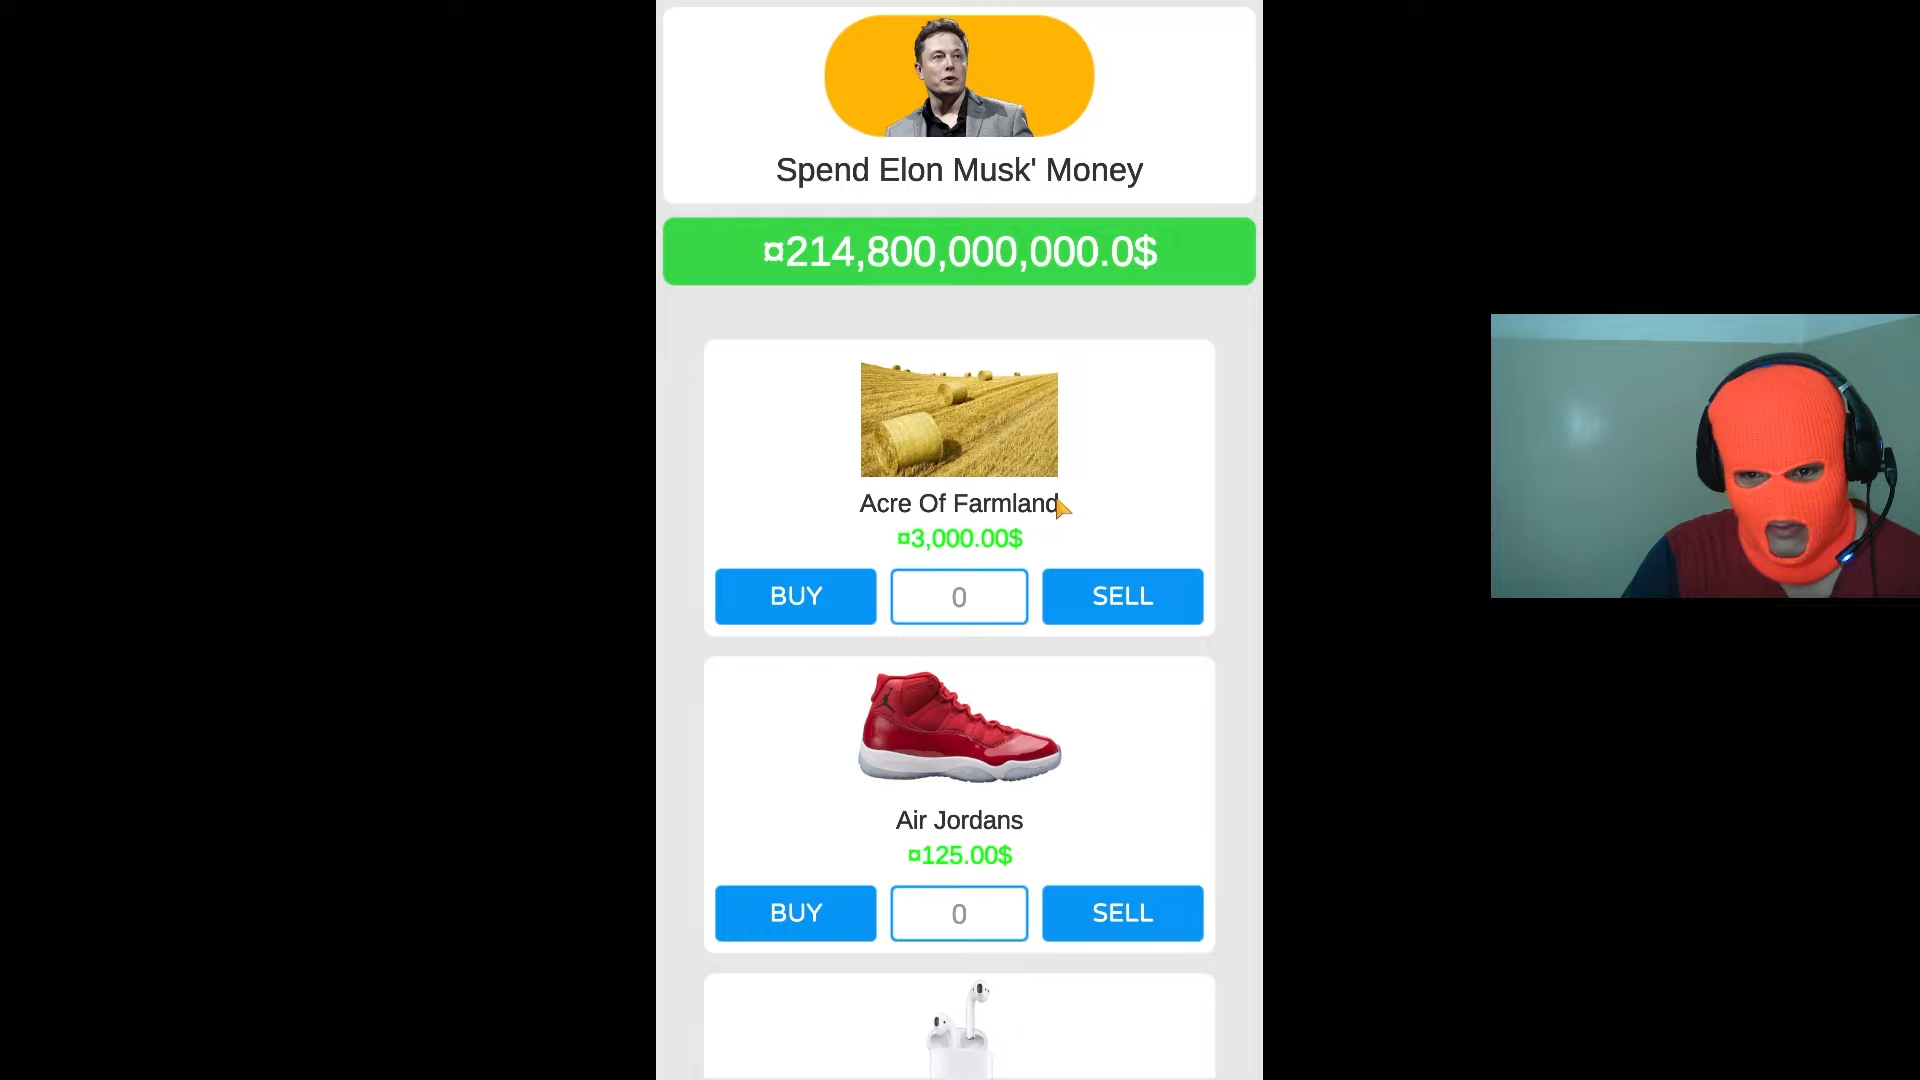 Spend Elon Musk' Money
¤214,800,000,000.0$
Acre Of Farmland
¤3,000.00$
BUY 0 SELL
Air Jordans
¤125.00$
BUY 0 SELL